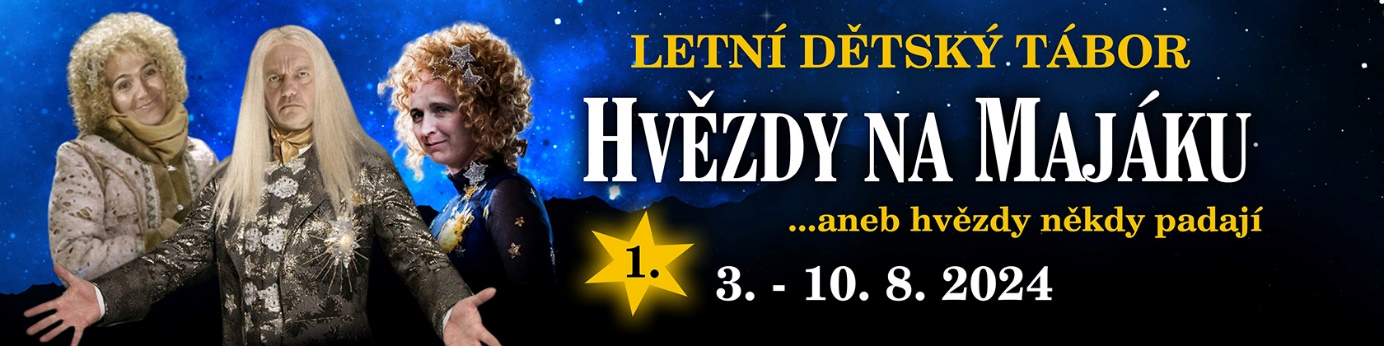 LETNÍ DĚTSKÝ TÁBOR
HVĚZDY NA MAJÁKU
...aneb hvězdy někdy padají
1.
3. - 10. 8. 2024